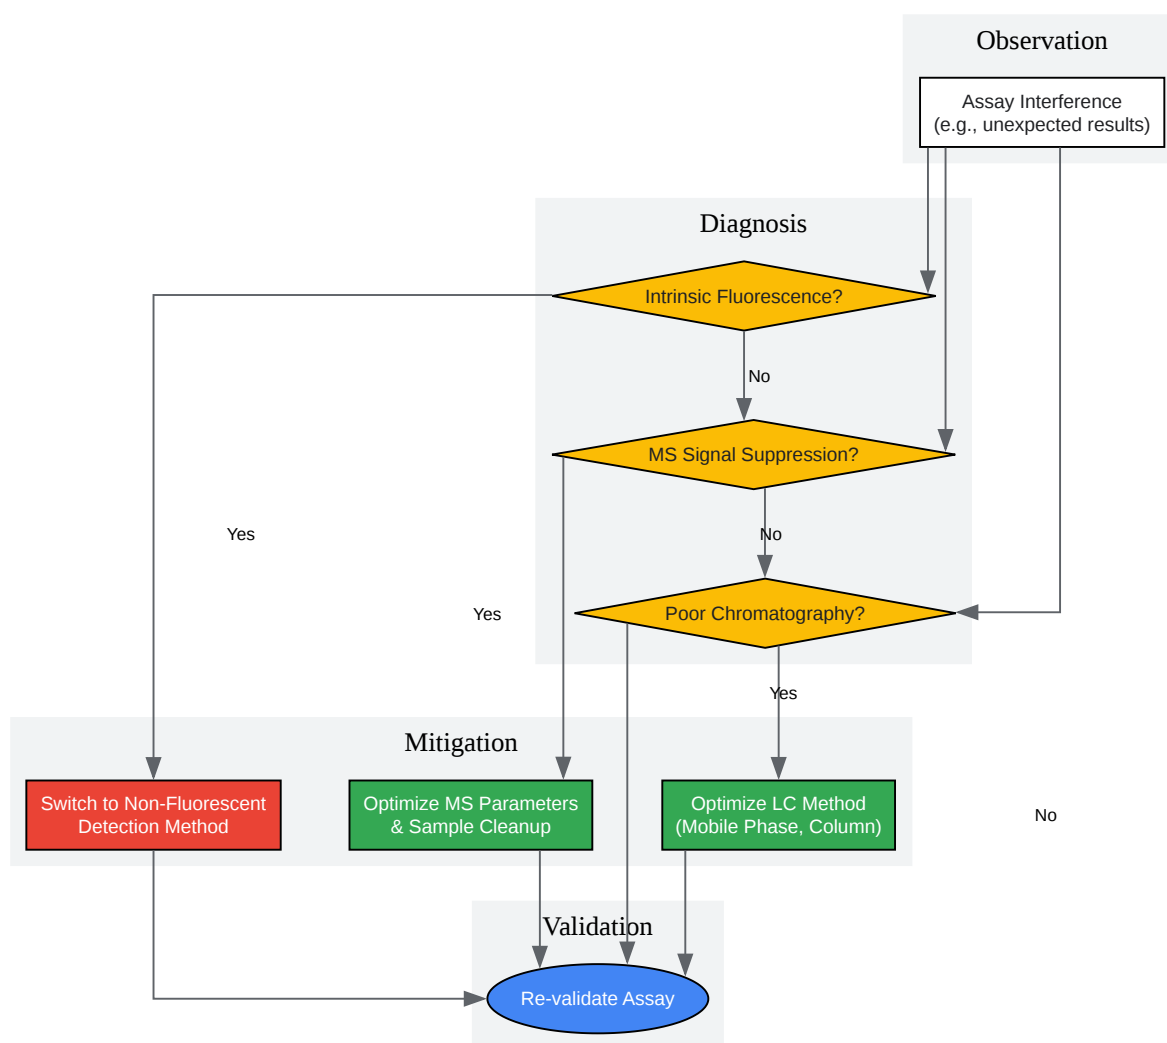 Observation
Assay Interference
(e.g., unexpected results)
Diagnosis
Intrinsic Fluorescence?
No
MS Signal Suppression?
Yes
No
Yes
Poor Chromatography?
Yes
Mitigation
Switch to Non-Fluorescent
Detection Method
Optimize MS Parameters
& Sample Cleanup
Optimize LC Method
(Mobile Phase, Column)
No
Validation
Re-validate Assay